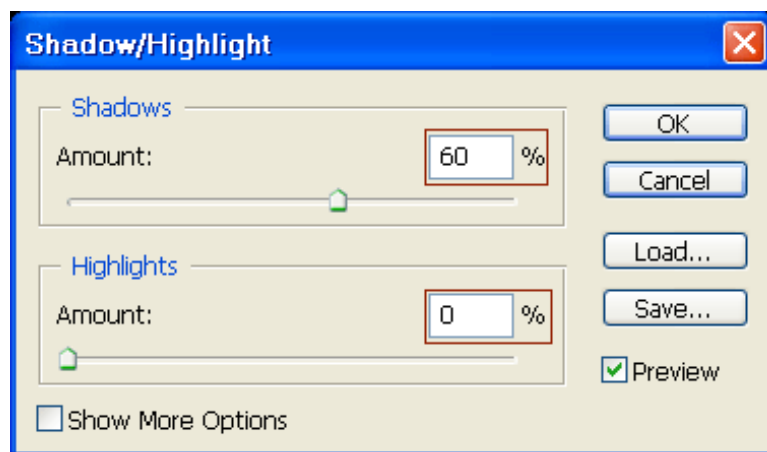 Shadow/Highlight
Shadows
Amount: 60 %
Highlights
Amount: 0 %
Show More Options
OK
Cancel
Load...
Save...
Preview